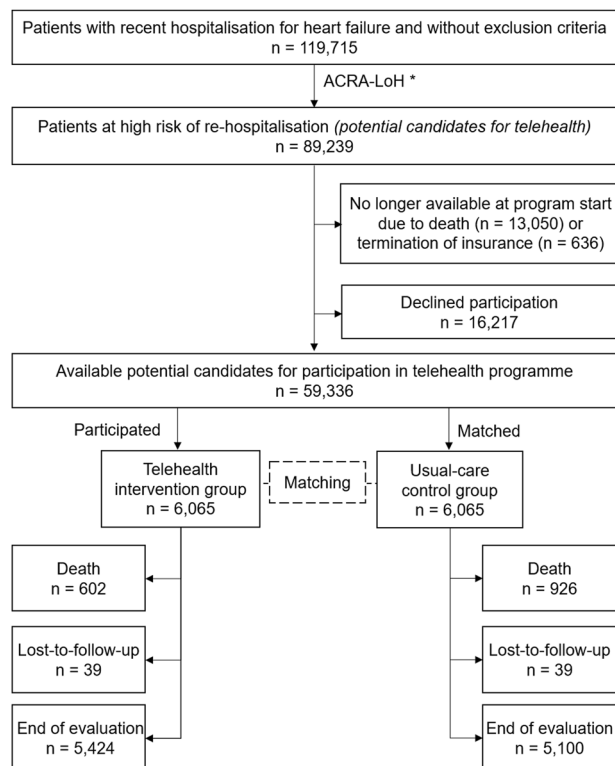 Patients with recent hospitalisation for heart failure and without exclusion criteria
n = 119,715
ACRA-LoH *
Patients at high risk of re-hospitalisation (potential candidates for telehealth)
n = 89,239
No longer available at program start
due to death (n = 13,050) or
termination of insurance (n = 636)
Declined participation
n = 16,217
Available potential candidates for participation in telehealth programme
n = 59,336
Participated
Matched
Telehealth
intervention group
n = 6,065
Matching
Usual-care
control group
n = 6,065
Death
n = 602
Death
n = 926
Lost-to-follow-up
n = 39
Lost-to-follow-up
n = 39
End of evaluation
n = 5,424
End of evaluation
n = 5,100